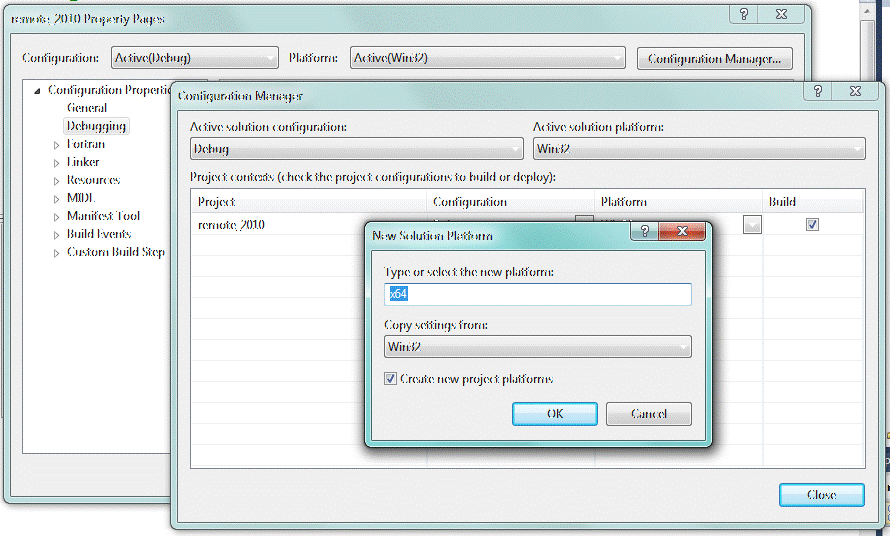 remote_2010 Property Pages
Configuration: Active(Debug) Platform: Active(Win32) Configuration Manager...
Configuration Properti
General
Debugging
Fortran
Linker
Resources
MIDL
Manifest Tool
Build Events
Custom Build Step
Configuration Manager
Active solution configuration: Active solution platform:
Debug Win32
Project contexts (check the project configurations to build or deploy):
Project Configuration Platform Build
remote_2010
New Solution Platform
Type or select the new platform:
x64
Copy settings from:
Win32
Create new project platforms
OK Cancel
Close